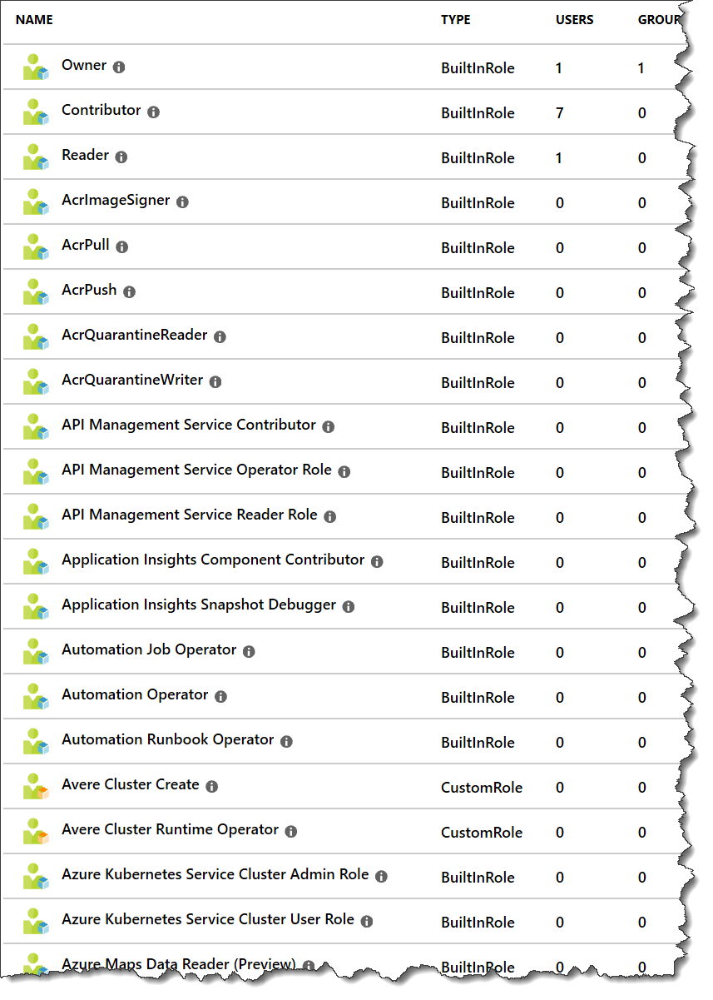 NAME TYPE USERS GROUP
Owner BuiltInRole 1 1
Contributor BuiltInRole 7 0
Reader BuiltInRole 1 0
AcrImageSigner BuiltInRole 0 0
AcrPull BuiltInRole 0 0
AcrPush BuiltInRole 0 0
AcrQuarantineReader BuiltInRole 0 0
AcrQuarantineWriter BuiltInRole 0 0
API Management Service Contributor BuiltInRole 0 0
API Management Service Operator Role BuiltInRole 0 0
API Management Service Reader Role BuiltInRole 0 0
Application Insights Component Contributor BuiltInRole 0 0
Application Insights Snapshot Debugger BuiltInRole 0 0
Automation Job Operator BuiltInRole 0 0
Automation Operator BuiltInRole 0 0
Automation Runbook Operator BuiltInRole 0 0
Avere Cluster Create CustomRole 0 0
Avere Cluster Runtime Operator CustomRole 0 0
Azure Kubernetes Service Cluster Admin Role BuiltInRole 0 0
Azure Kubernetes Service Cluster User Role BuiltInRole 0 0
Azure Maps Data Reader (Preview) BuiltInRole 0 0